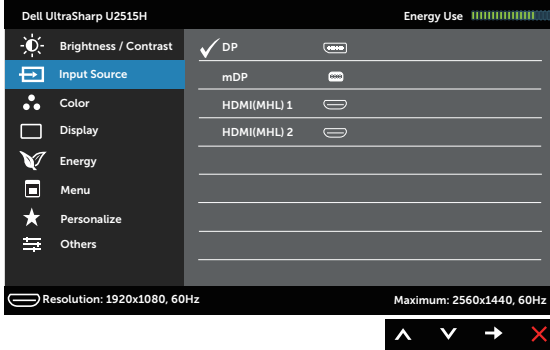 Dell UltraSharp U2515H Energy Use
Brightness / Contrast
Input Source
Color
Display
Energy
Menu
Personalize
Others
DP
mDP
HDMI(MHL) 1
HDMI(MHL) 2
Resolution: 1920x1080, 60Hz Maximum: 2560x1440, 60Hz